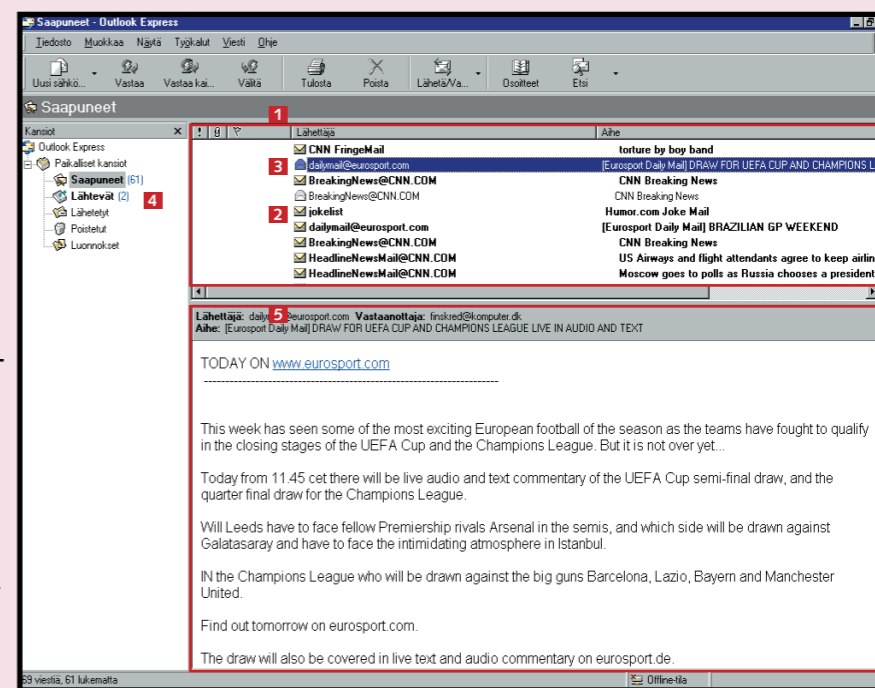 Saapuneet - Outlook Express
Tiedosto Muokkaa Näytä Työkalut Viesti Ohje
Uusi sähkö... Vastaa Vastaa kai... Välitä Tulosta Poista Lähetä/Va... Osoitteet Etsi
Saapuneet
1
Kansiot
! Lähettäjä Aihe
Outlook Express
Paikalliset kansiot
Saapuneet (61)
Lähtevät (2)
4
Lähetetyt
Poistetut
Luonnokset
CNN FringeMail torture by boy band
3 dailymail@eurosport.com [Eurosport Daily Mail] DRAW FOR UEFA CUP AND CHAMPIONS L
BreakingNews@CNN.COM CNN Breaking News
BreakingNews@CNN.COM CNN Breaking News
2 jokelist Humor.com Joke Mail
dailymail@eurosport.com [Eurosport Daily Mail] BRAZILIAN GP WEEKEND
BreakingNews@CNN.COM CNN Breaking News
HeadlineNewsMail@CNN.COM US Airways and flight attendants agree to keep airlin
HeadlineNewsMail@CNN.COM Moscow goes to polls as Russia chooses a president
5
Lähettäjä: daily eurosport.com Vastaanottaja: finskred@komputer.dk
Aihe: [Eurosport Daily Mail] DRAW FOR UEFA CUP AND CHAMPIONS LEAGUE LIVE IN AUDIO AND TEXT
TODAY ON www.eurosport.com
--------------------------------------------------------------------
This week has seen some of the most exciting European football of the season as the teams have fought to qualify
in the closing stages of the UEFA Cup and the Champions League. But it is not over yet...
Today from 11.45 cet there will be live audio and text commentary of the UEFA Cup semi-final draw, and the
quarter final draw for the Champions League.
Will Leeds have to face fellow Premiership rivals Arsenal in the semis, and which side will be drawn against
Galatasaray and have to face the intimidating atmosphere in Istanbul.
IN the Champions League who will be drawn against the big guns Barcelona, Lazio, Bayern and Manchester
United.
Find out tomorrow on eurosport.com.
The draw will also be covered in live text and audio commentary on eurosport.de.
69 viestiä, 61 lukematta Offline-tila